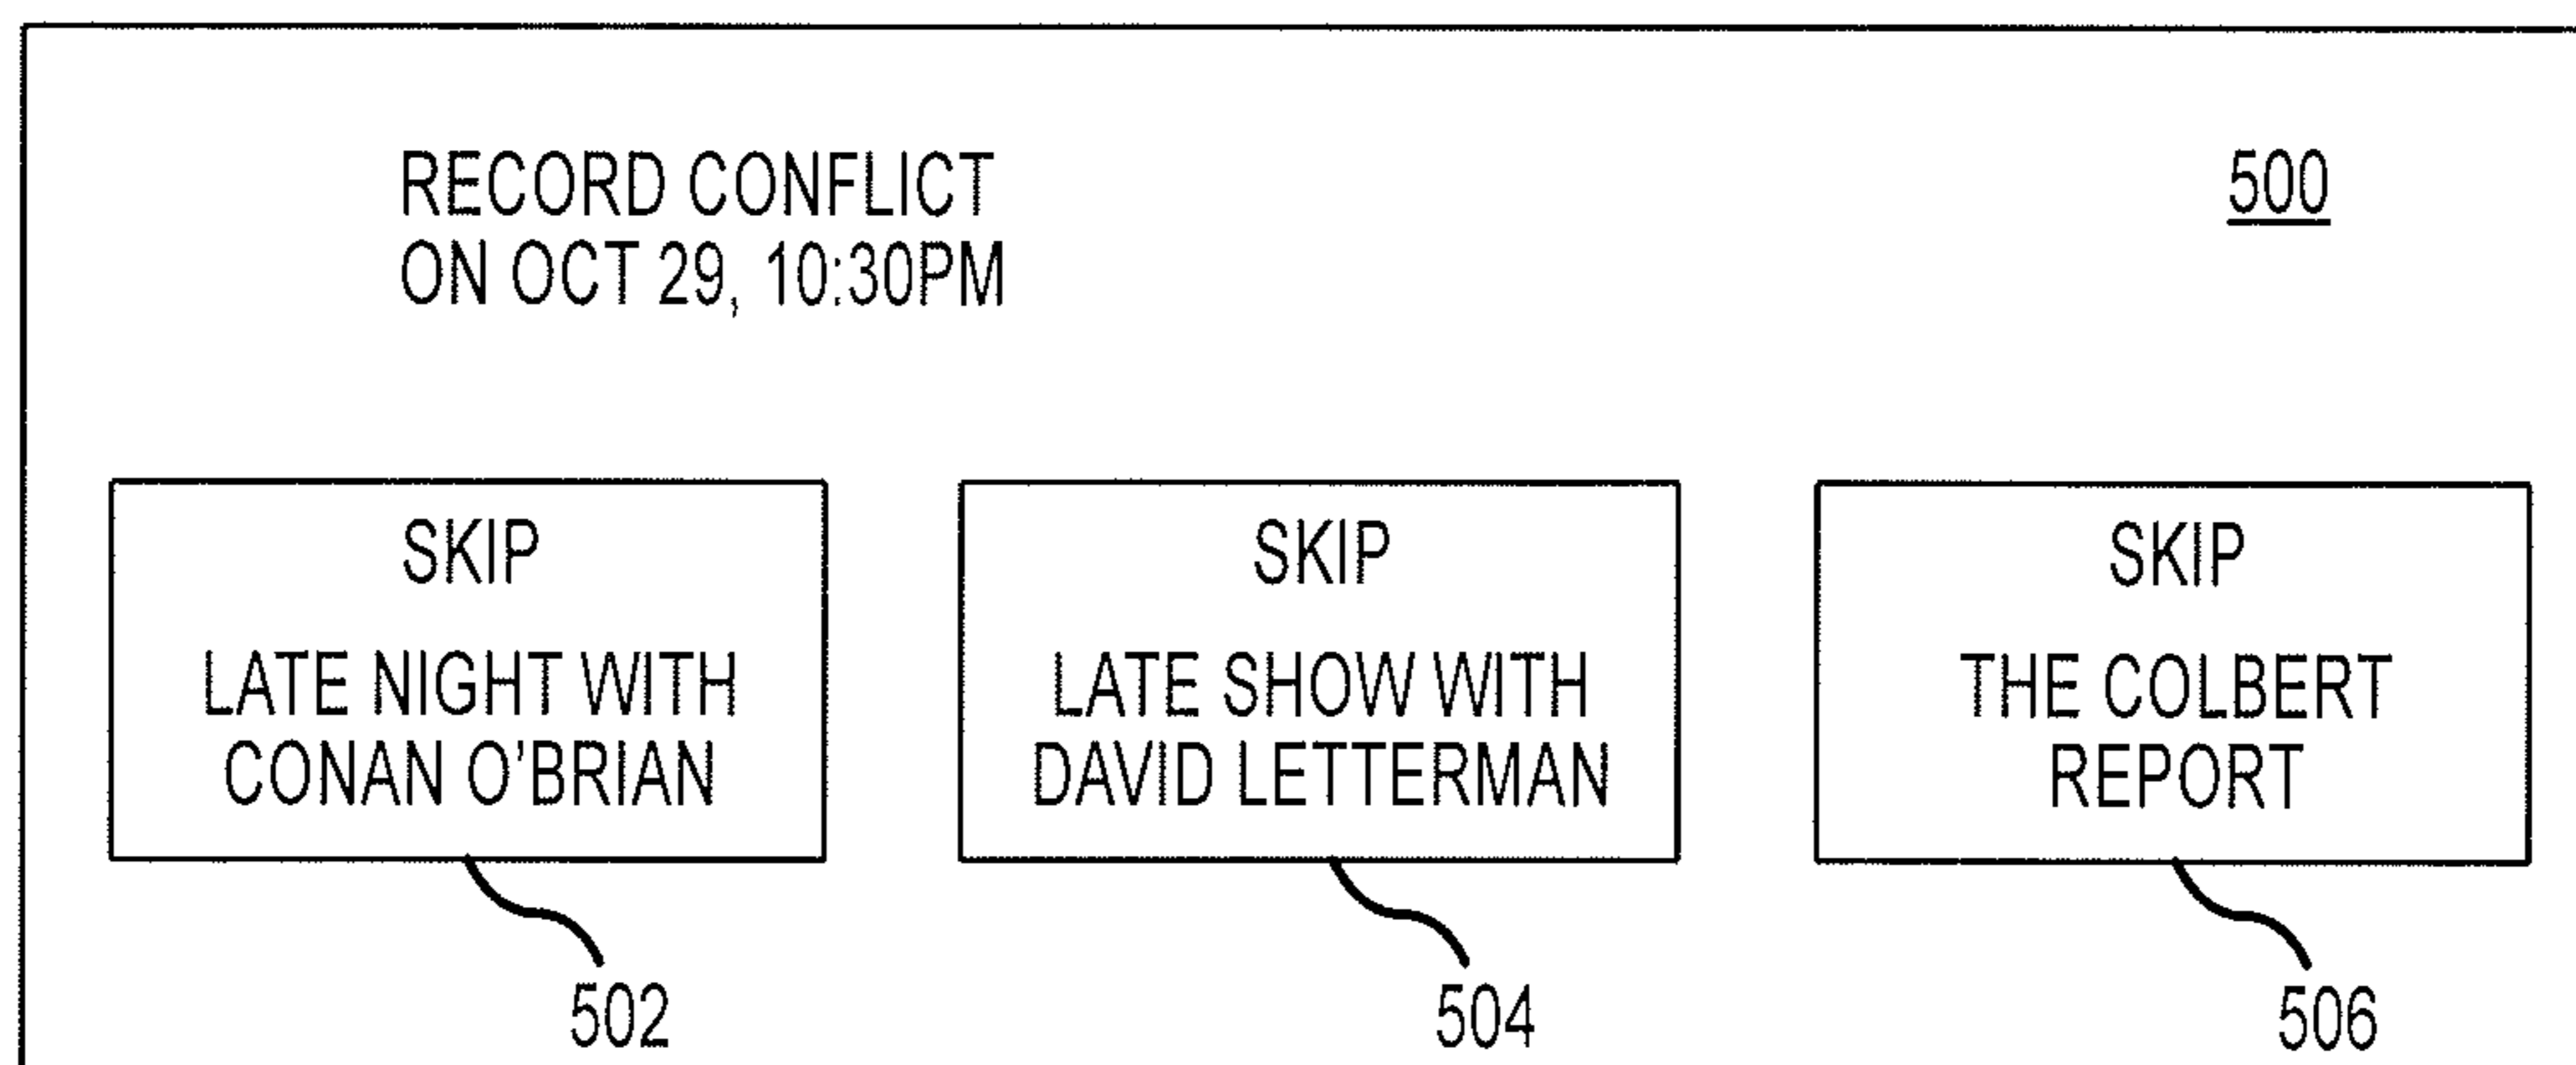 RECORD CONFLICT
ON OCT 29, 10:30PM
500
SKIP
LATE NIGHT WITH
CONAN O'BRIAN
502
SKIP
LATE SHOW WITH
DAVID LETTERMAN
504
SKIP
THE COLBERT
REPORT
506